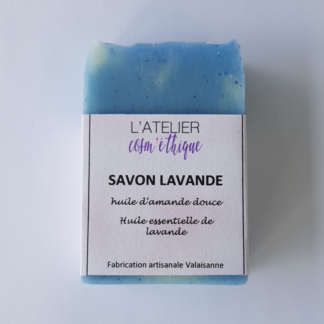 L'ATELIER
cosm'éthique
SAVON LAVANDE
huile d'amande douce
Huile essentielle de
lavande
Fabrication artisanale Valaisanne